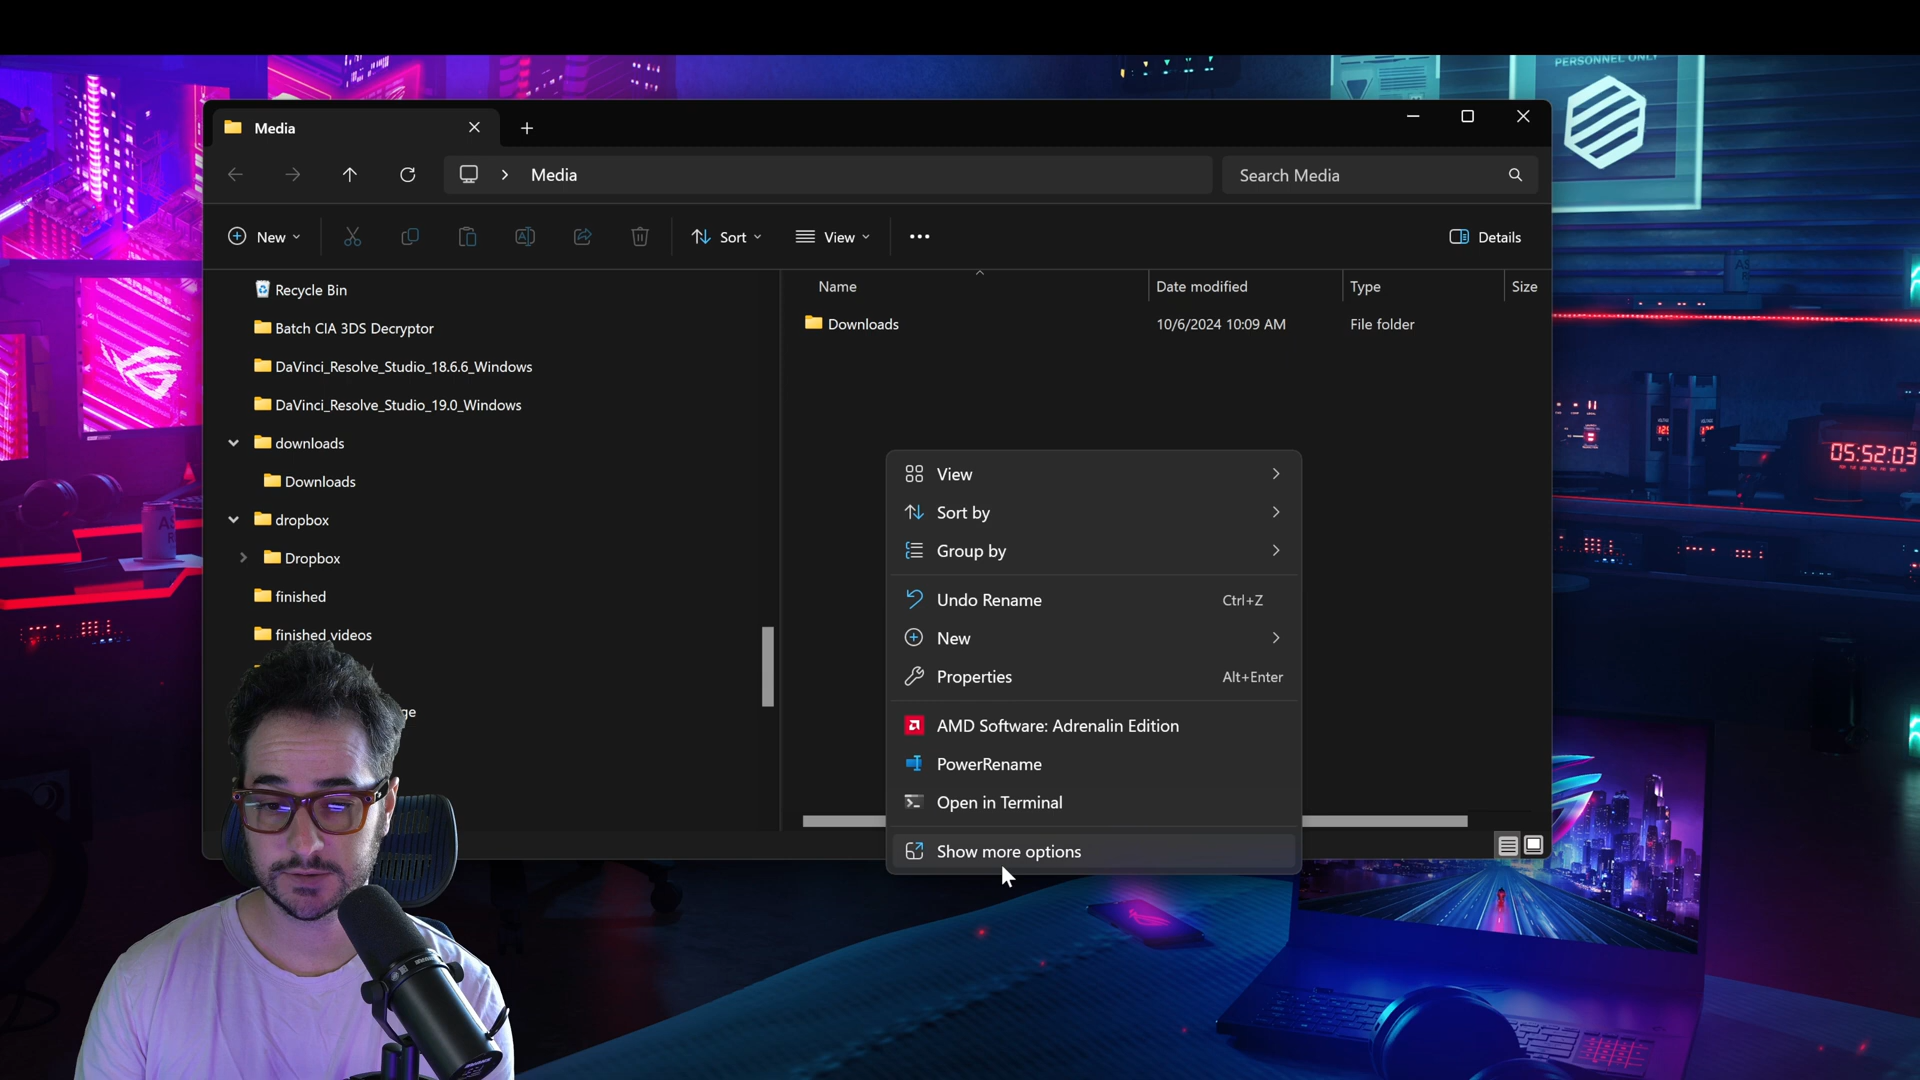 PERSONNEL ONLY
Media
Media
Search Media
New
Sort
View
Details
Recycle Bin
Batch CIA 3DS Decryptor
DaVinci_Resolve_Studio_18.6.6_Windows
DaVinci_Resolve_Studio_19.0_Windows
downloads
Downloads
dropbox
Dropbox
finished
finished videos
ge
Name
Date modified
Type
Size
Downloads
10/6/2024 10:09 AM
File folder
View
Sort by
Group by
Undo Rename
Ctrl+Z
New
Properties
Alt+Enter
AMD Software: Adrenalin Edition
PowerRename
Open in Terminal
Show more options
05:52:03